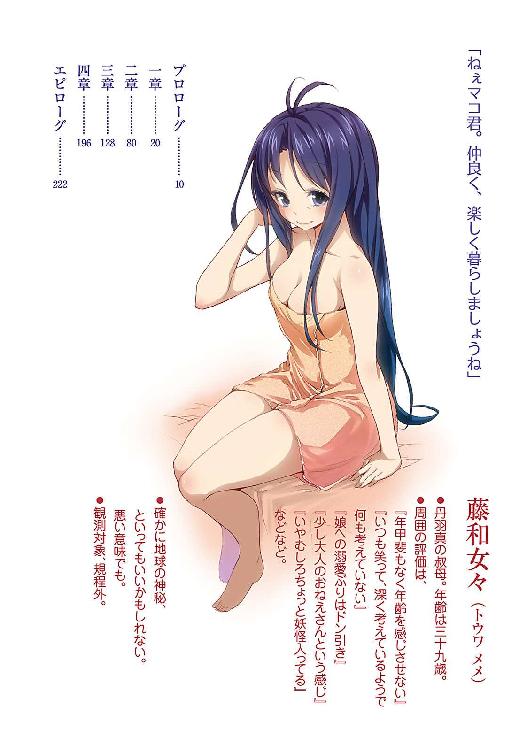 「ねぇマコ君。仲良く、楽しく暮らしましょうね」
プロローグ…………10
一章…………20
二章…………80
三章…………128
四章…………196
エピローグ…………222
藤和女々（トウワ メメ）
●丹羽真の叔母。年齢は三十九歳。
●周囲の評価は、
『年甲斐もなく年齢を感じさせない』
『いつも笑って、深く考えているようで
何も考えていない』
『娘への溺愛ぶりはドン引き』
『少し大人のおねえさんという感じ』
『いやむしろちょっと妖怪入ってる』
などなど。
●確かに地球の神秘、
といってもいいかもしれない。
悪い意味でも。
●観測対象、規程外。